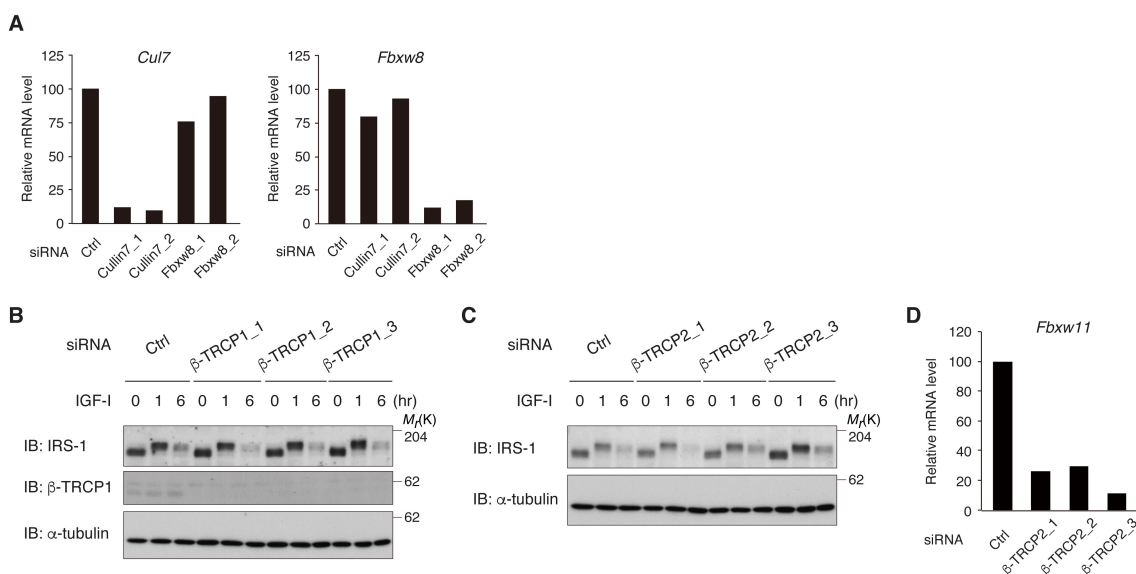 A
Cul7
Relative mRNA level
125
100
75
50
25
0
siRNA
Ctrl
Cullin7_1
Cullin7_2
Fbxw8_1
Fbxw8_2
Fbxw8
Relative mRNA level
125
100
75
50
25
0
Ctrl
Cullin7_1
Cullin7_2
Fbxw8_1
Fbxw8_2
B
siRNA Ctrl β-TRCP1_1 β-TRCP1_2 β-TRCP1_3
IGF-I 0 1 6 0 1 6 0 1 6 0 1 6 (hr)
Mr(K)
IB: IRS-1 204
IB: β-TRCP1 62
IB: α-tubulin 62
C
siRNA Ctrl β-TRCP2_1 β-TRCP2_2 β-TRCP2_3
IGF-I 0 1 6 0 1 6 0 1 6 0 1 6 (hr)
Mr(K)
IB: IRS-1 204
IB: α-tubulin 62
D
Fbxw11
Relative mRNA level
120
100
80
60
40
20
0
siRNA
Ctrl
β-TRCP2_1
β-TRCP2_2
β-TRCP2_3